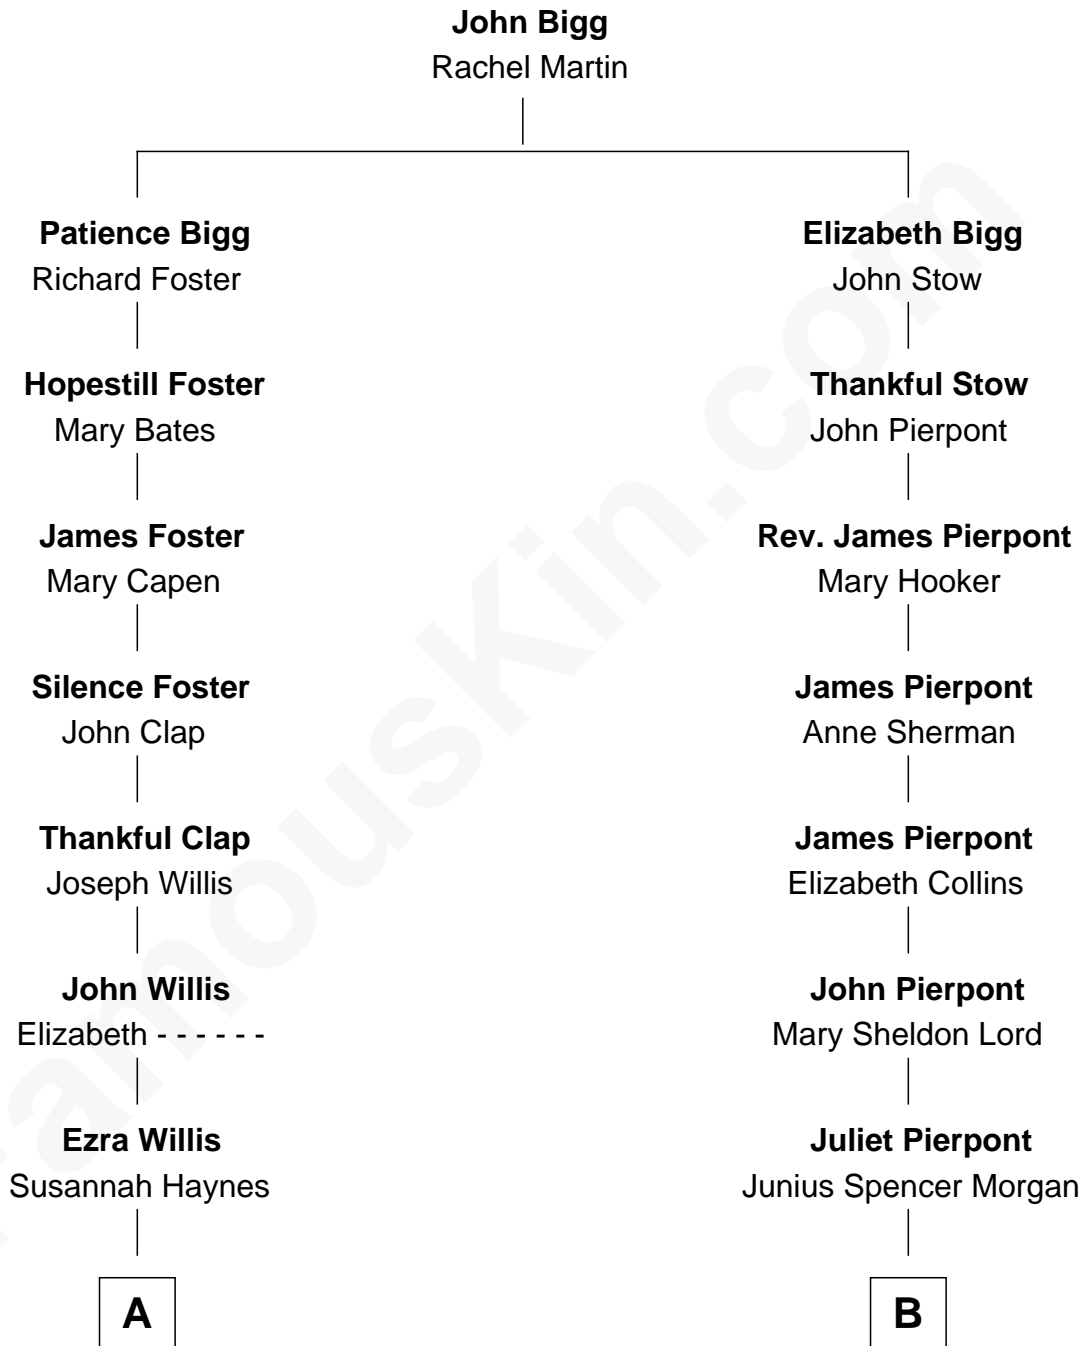 John Bigg
Rachel Martin
Patience Bigg
Richard Foster
Elizabeth Bigg
John Stow
Hopestill Foster
Mary Bates
Thankful Stow
John Pierpont
James Foster
Mary Capen
Rev. James Pierpont
Mary Hooker
Silence Foster
John Clap
James Pierpont
Anne Sherman
Thankful Clap
Joseph Willis
James Pierpont
Elizabeth Collins
John Willis
Elizabeth - - - - - -
John Pierpont
Mary Sheldon Lord
Ezra Willis
Susannah Haynes
Juliet Pierpont
Junius Spencer Morgan
A
B
FamousKin.com